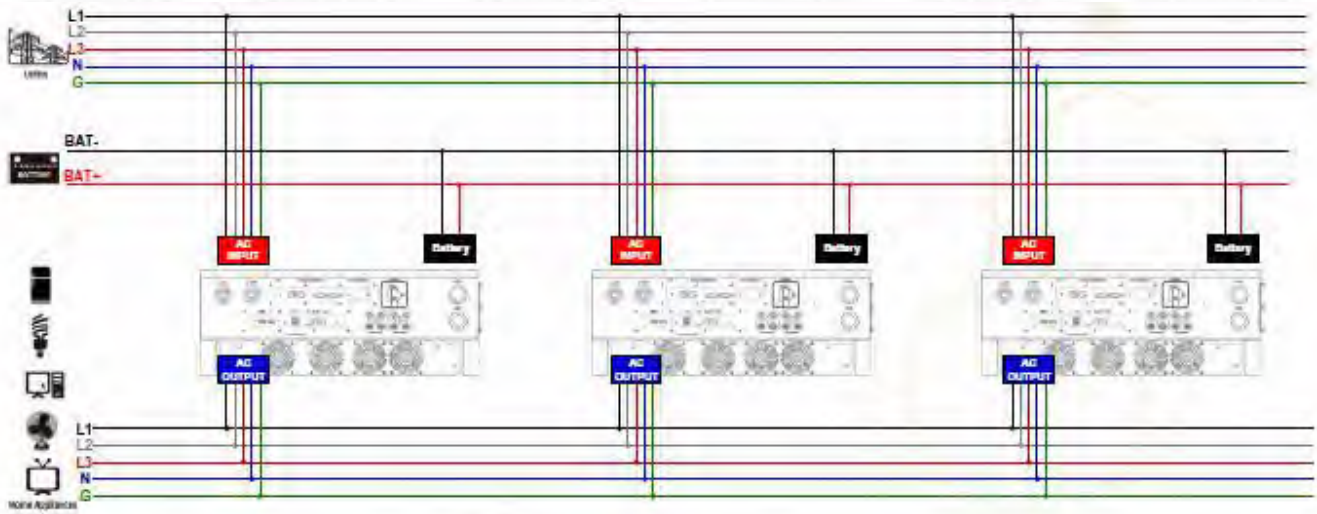 L1
L2
L3
N
G
Utility
BAT-
BATTERY
BAT+
AC
INPUT
Battery
AC
INPUT
Battery
AC
INPUT
Battery
AC
OUTPUT
AC
OUTPUT
AC
OUTPUT
L1
L2
L3
N
G
Home Appliances